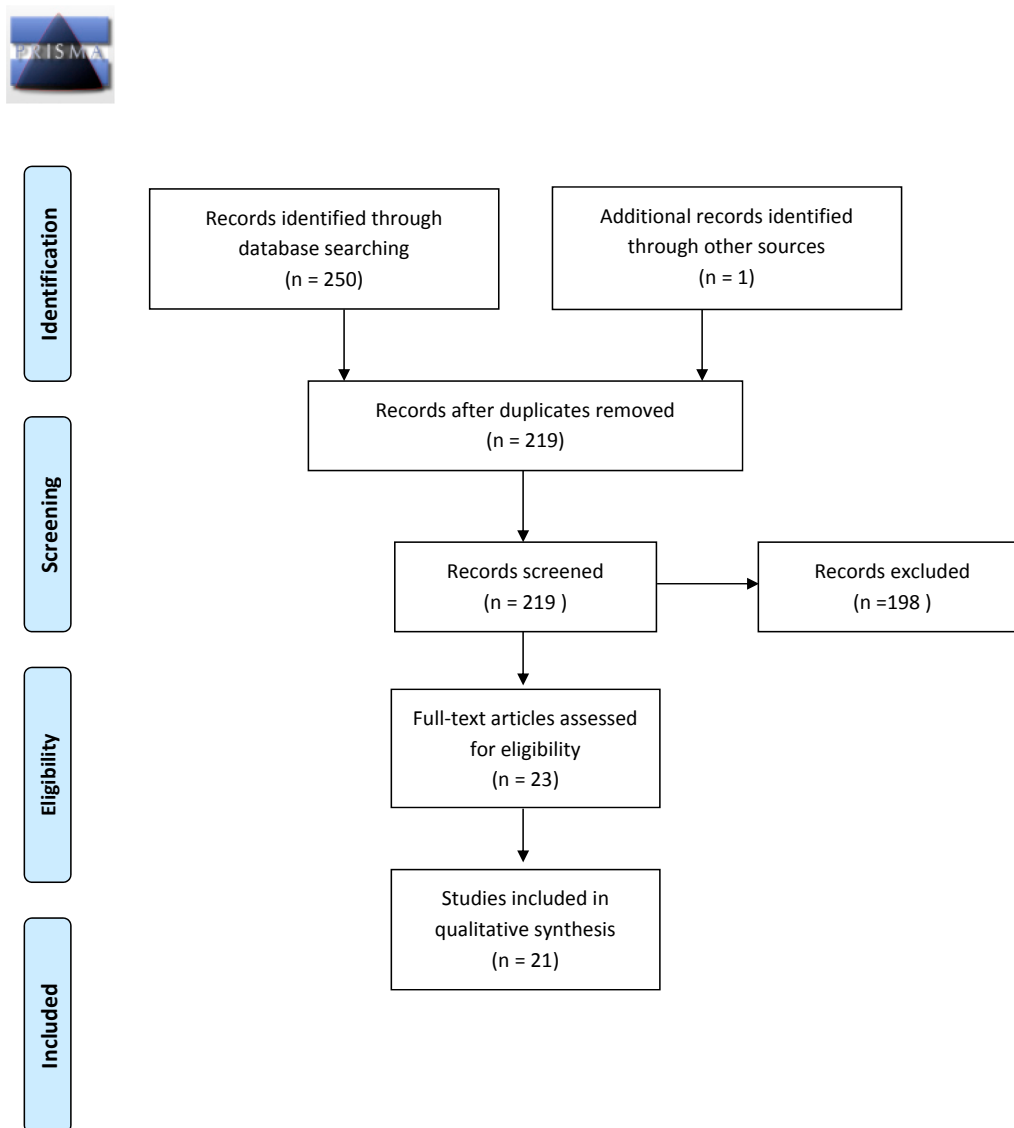 PRISMA
Identification
Records identified through
database searching
(n = 250)
Additional records identified
through other sources
(n = 1)
Records after duplicates removed
(n = 219)
Screening
Records screened
(n = 219 )
Records excluded
(n =198 )
Eligibility
Full-text articles assessed
for eligibility
(n = 23)
Included
Studies included in
qualitative synthesis
(n = 21)